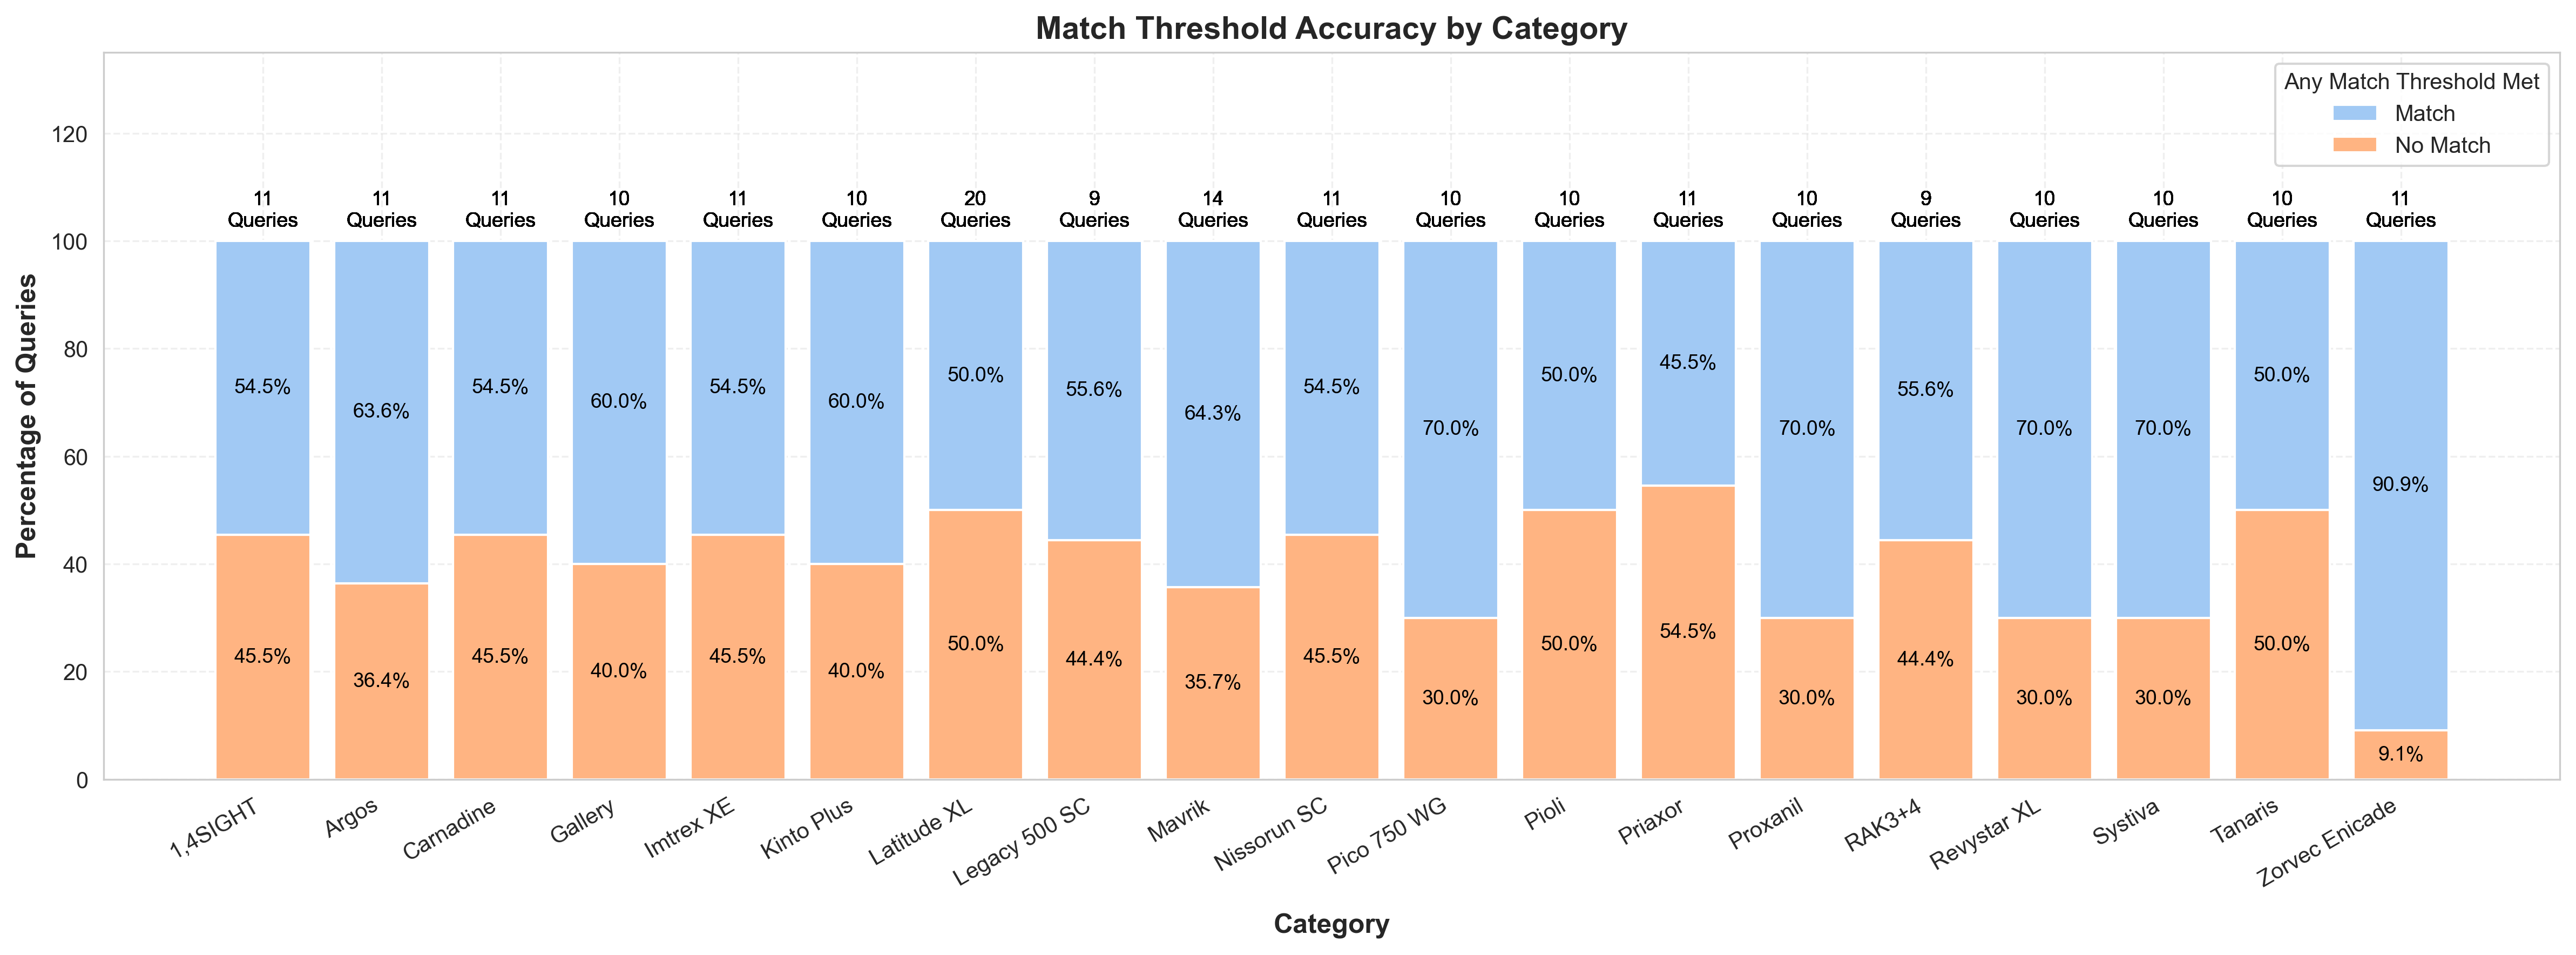 Match Threshold Accuracy by Category
Any Match Threshold Met
Match
No Match
Percentage of Queries
120
100
80
60
40
20
0
11
Queries
11
Queries
11
Queries
10
Queries
11
Queries
10
Queries
20
Queries
9
Queries
14
Queries
11
Queries
10
Queries
10
Queries
11
Queries
10
Queries
9
Queries
10
Queries
10
Queries
10
Queries
11
Queries
54.5%
63.6%
54.5%
60.0%
54.5%
60.0%
50.0%
55.6%
64.3%
54.5%
70.0%
50.0%
45.5%
70.0%
55.6%
70.0%
70.0%
50.0%
90.9%
45.5%
36.4%
45.5%
40.0%
45.5%
40.0%
50.0%
44.4%
35.7%
45.5%
30.0%
50.0%
54.5%
30.0%
44.4%
30.0%
30.0%
50.0%
9.1%
1,4SIGHT
Argos
Carnadine
Gallery
Imtrex XE
Kinto Plus
Latitude XL
Legacy 500 SC
Mavrik
Nissorun SC
Pico 750 WG
Pioli
Priaxor
Proxanil
RAK3+4
Revystar XL
Systiva
Tanaris
Zorvec Enicade
Category